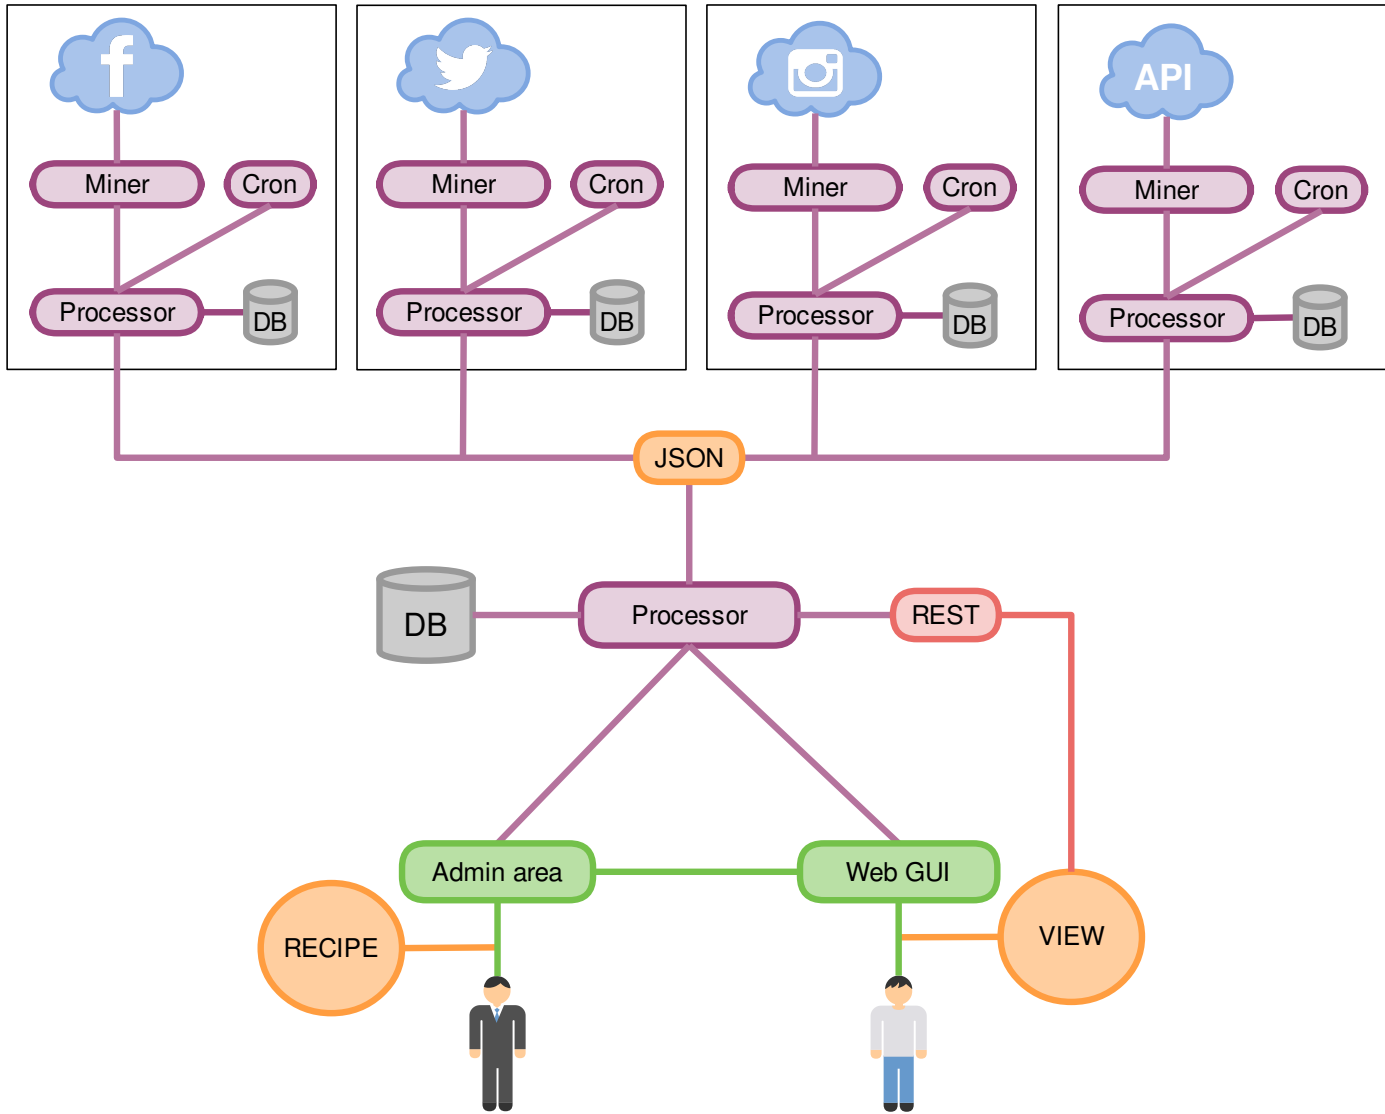 f
API
Miner
Cron
Miner
Cron
Miner
Cron
Miner
Cron
Processor
DB
Processor
DB
Processor
DB
Processor
DB
JSON
DB
Processor
REST
Admin area
Web GUI
RECIPE
VIEW